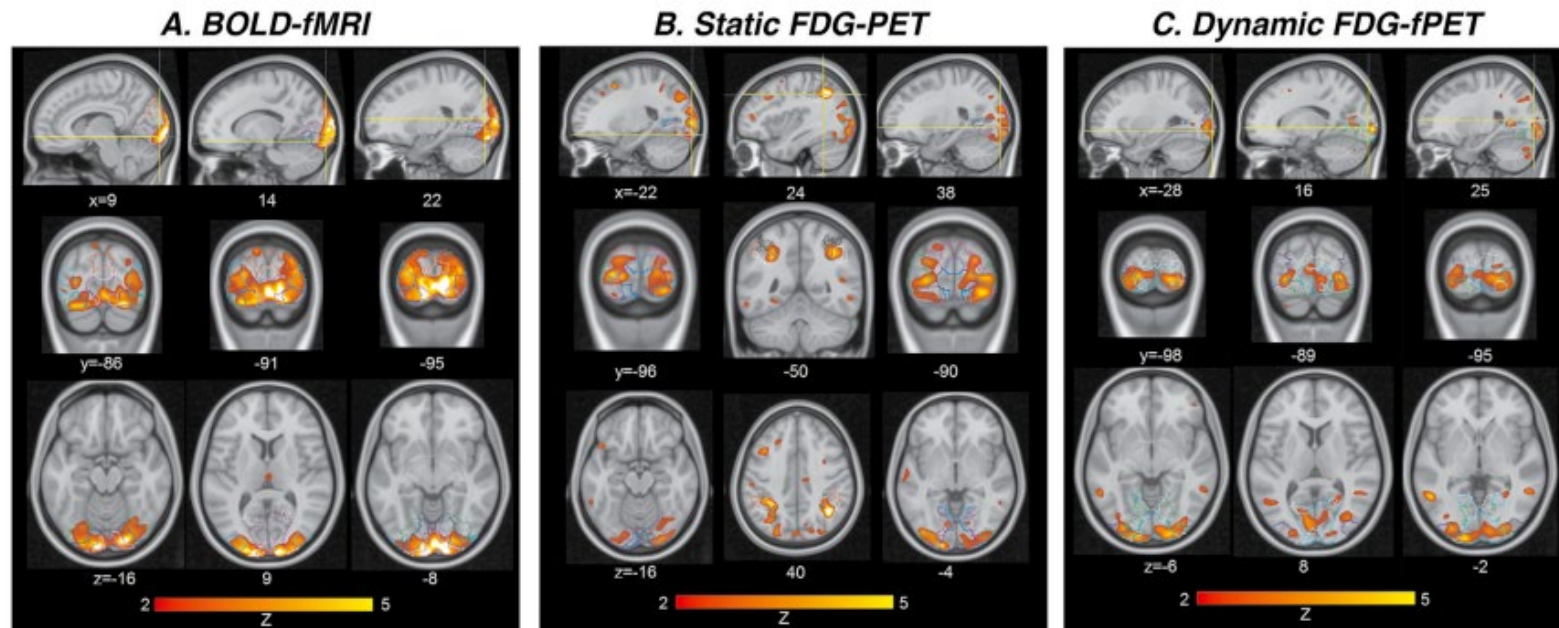 A. BOLD-fMRI
x=9 14 22
y=-86 -91 -95
z=-16 9 -8
2 5
Z
B. Static FDG-PET
x=-22 24 38
y=-96 -50 -90
z=-16 40 -4
2 5
Z
C. Dynamic FDG-fPET
x=-28 16 25
y=-98 -89 -95
z=-6 8 -2
2 5
Z